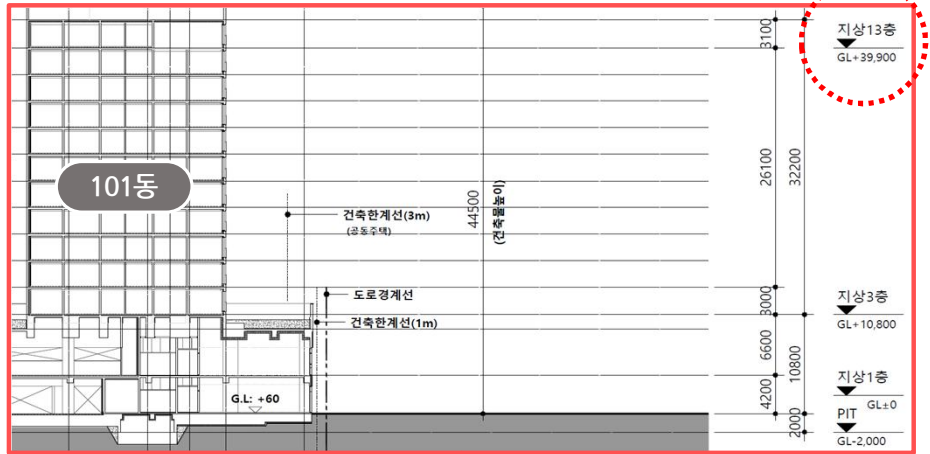 3100
지상13층
GL+39,900
26100
32200
101동
44500
(건축물높이)
건축한계선(3m)
(공동주택)
도로경계선
건축한계선(1m)
3000
지상3층
GL+10,800
6600
10800
4200
지상1층
GL±0
G.L: +60
PIT
2000
GL-2,000